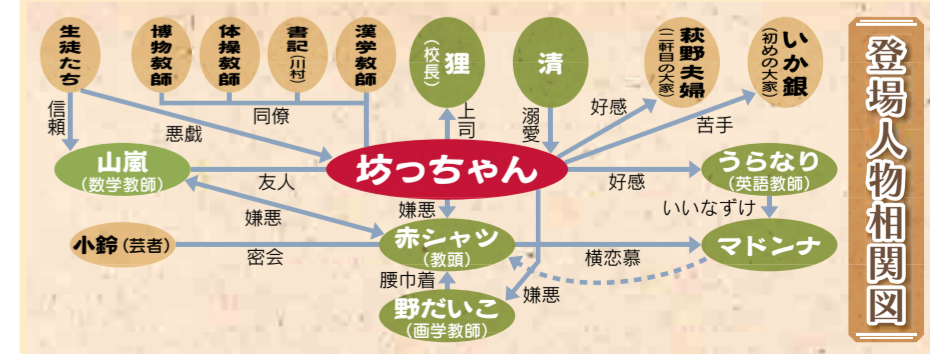 登場人物相関図
生徒たち
博物教師
体操教師
書記(川村)
漢学教師
狸
(校長)
清
萩野夫婦
(二軒目の大家)
いか銀
(初めの大家)
信頼
悪戯
同僚
上司
溺愛
好感
苦手
山嵐
(数学教師)
友人
坊っちゃん
好感
うらなり
(英語教師)
嫌悪
嫌悪
いいなずけ
小鈴(芸者)
密会
赤シャツ
(教頭)
横恋慕
マドンナ
腰巾着
嫌悪
野だいこ
(画学教師)